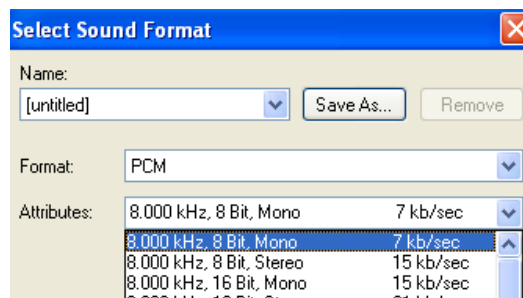 Select Sound Format
Name:
[untitled]
Save As...
Remove
Format:
PCM
Attributes:
8.000 kHz, 8 Bit, Mono 7 kb/sec
8.000 kHz, 8 Bit, Mono 7 kb/sec
8.000 kHz, 8 Bit, Stereo 15 kb/sec
8.000 kHz, 16 Bit, Mono 15 kb/sec